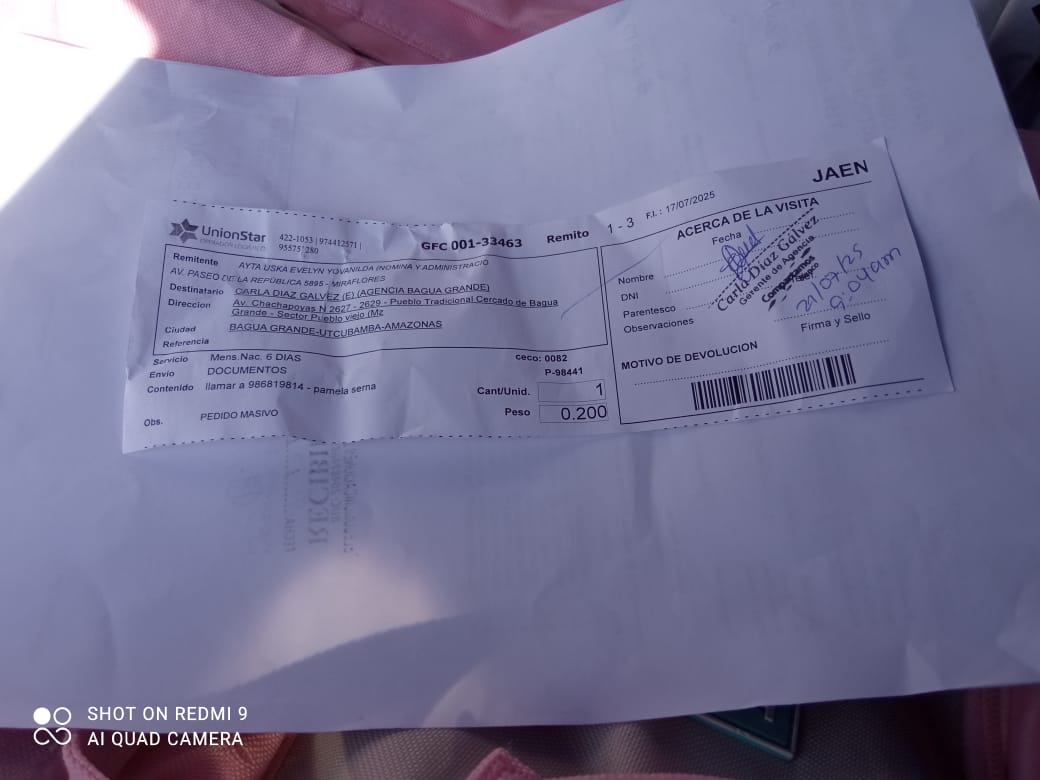 JAEN
UnionStar
OPERADOR LOGISTICO
422-1053 | 974412571 |
GFC 001-33463
Remito
1 - 3
F.I. : 17/07/2025
Remitente
AYTA USKA EVELYN YOVANILDA (NOMINA Y ADMINISTRACIO
AV. PASEO DE LA REPÚBLICA 5895 - MIRAFLORES
Destinatario
CARLA DIAZ GALVEZ (E) (AGENCIA BAGUA GRANDE)
Direccion
Av. Chachapoyas N 2627 - 2629 - Pueblo Tradicional Cercado de Bagua
Grande - Sector Pueblo viejo (Mz
Ciudad
BAGUA GRANDE-UTCUBAMBA-AMAZONAS
Referencia
Servicio
Mens.Nac. 6 DIAS
ceco: 0082
Envio
DOCUMENTOS
P-98441
Contenido
llamar a 986819814 - pamela serna
Cant/Unid.
1
Peso
0.200
Obs.
PEDIDO MASIVO
ACERCA DE LA VISITA
Fecha
Nombre
DNI
Parentesco
Observaciones
Carla Díaz Gálvez
Gerente de Agencia
Compartamos
21/07/25
9:04am
Firma y Sello
MOTIVO DE DEVOLUCION
SHOT ON REDMI 9
AI QUAD CAMERA